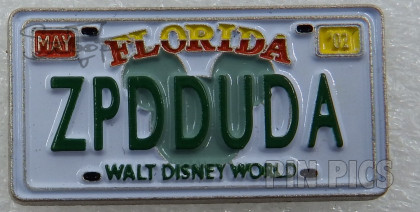 MAY FLORIDA 02
ZPDDUDA
WALT DISNEY WORLD
PIN PICS